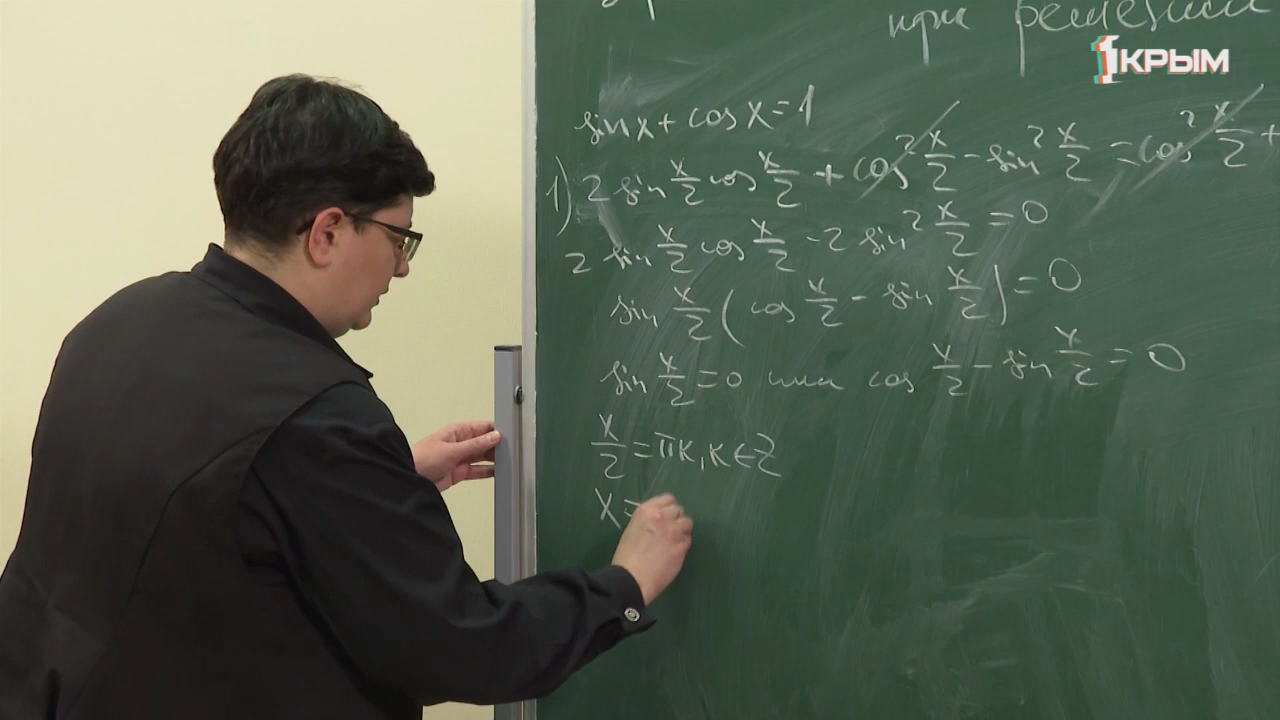 при решении
1КРЫМ
sinx + cos x = 1
1) 2 sin x/2 cos x/2 + cos² x/2 - sin² x/2 = cos² x/2 +
2 sin x/2 cos x/2 - 2 sin² x/2 = 0
sin x/2 ( cos x/2 - sin x/2 ) = 0
sin x/2 = 0 или cos x/2 - sin x/2 = 0
x/2 = πk, k ∈ Z
x =